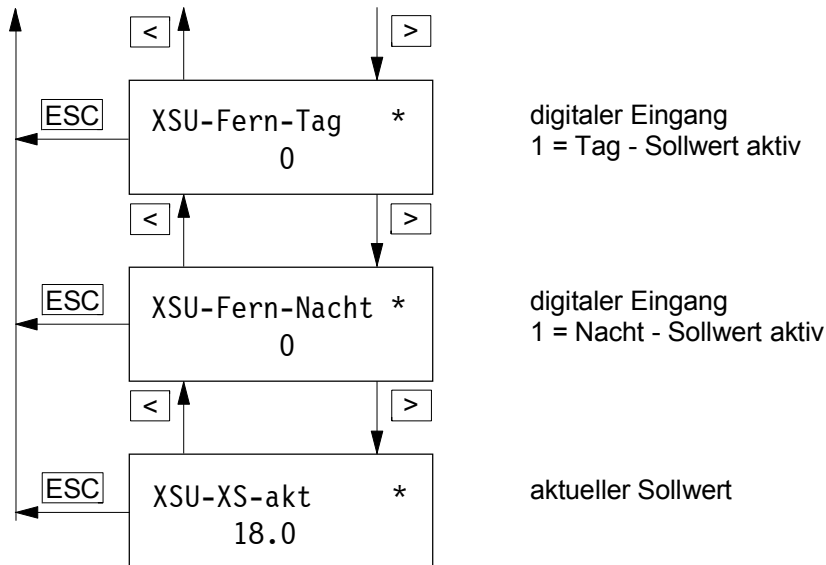 < >
ESC XSU-Fern-Tag * digitaler Eingang
0 1 = Tag - Sollwert aktiv
< >
ESC XSU-Fern-Nacht * digitaler Eingang
0 1 = Nacht - Sollwert aktiv
< >
ESC XSU-XS-akt * aktueller Sollwert
18.0